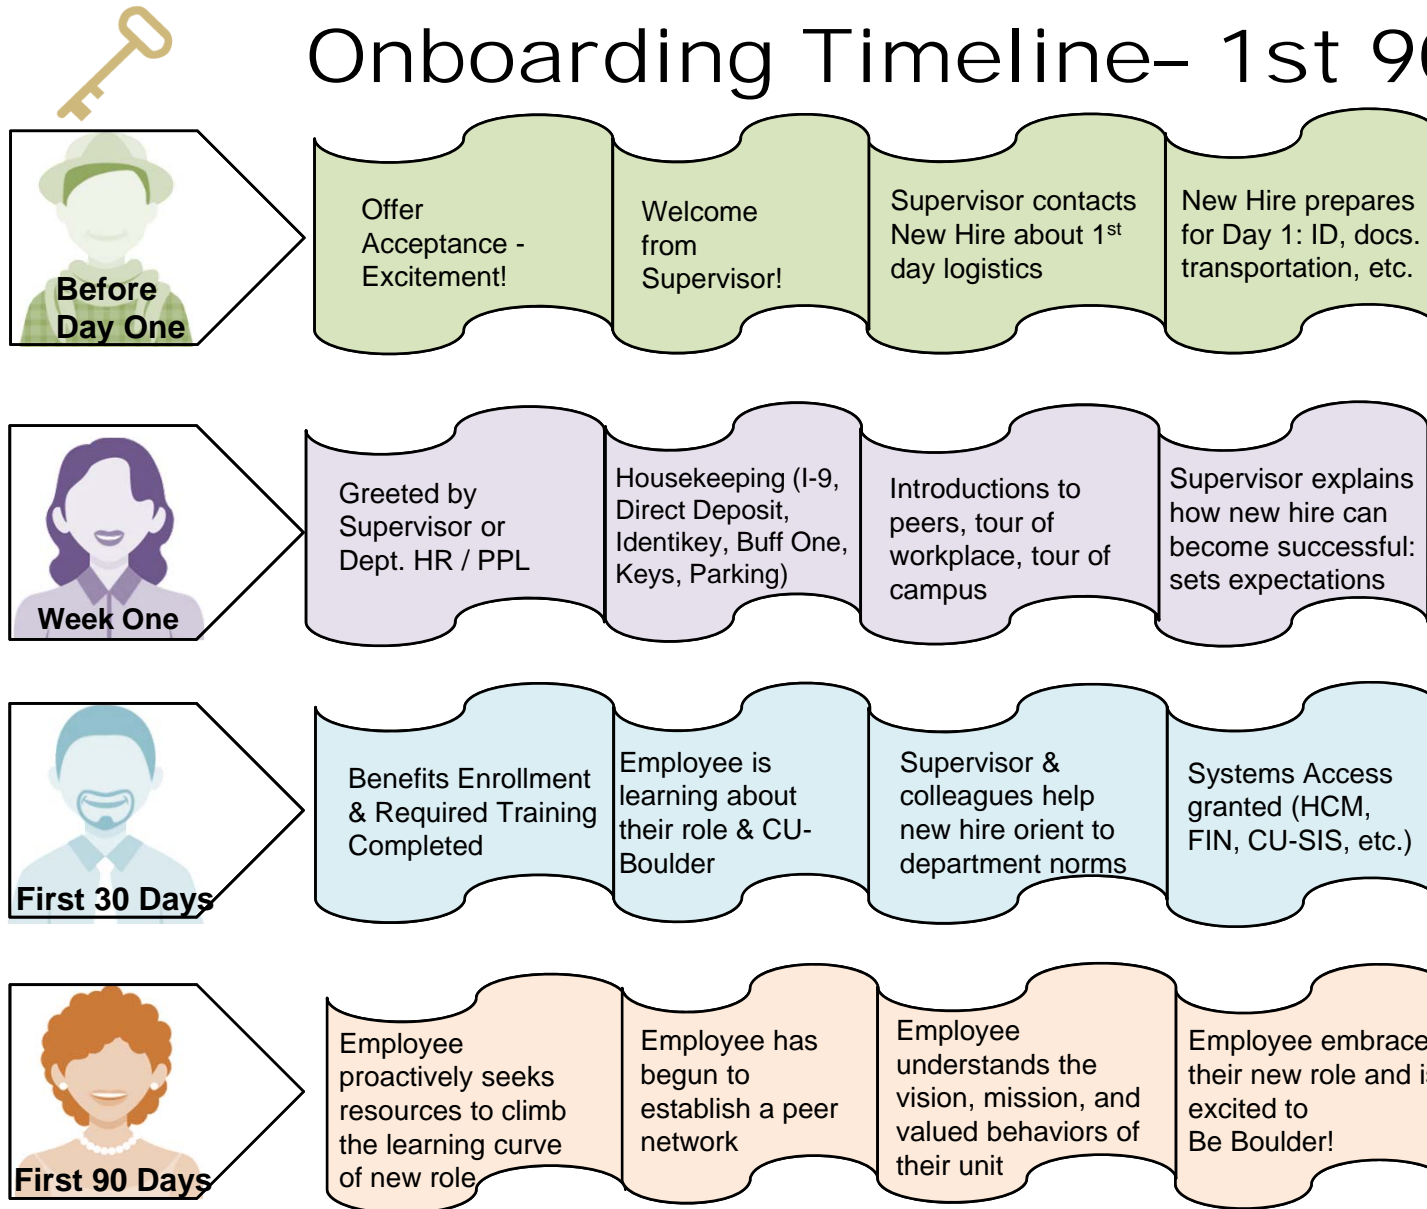 Onboarding Timeline– 1st 90
Before
Day One
Offer
Acceptance -
Excitement!
Welcome
from
Supervisor!
Supervisor contacts
New Hire about 1st
day logistics
New Hire prepares
for Day 1: ID, docs.
transportation, etc.
Week One
Greeted by
Supervisor or
Dept. HR / PPL
Housekeeping (I-9,
Direct Deposit,
Identikey, Buff One,
Keys, Parking)
Introductions to
peers, tour of
workplace, tour of
campus
Supervisor explains
how new hire can
become successful:
sets expectations
First 30 Days
Benefits Enrollment
& Required Training
Completed
Employee is
learning about
their role & CU-
Boulder
Supervisor &
colleagues help
new hire orient to
department norms
Systems Access
granted (HCM,
FIN, CU-SIS, etc.)
First 90 Days
Employee
proactively seeks
resources to climb
the learning curve
of new role
Employee has
begun to
establish a peer
network
Employee
understands the
vision, mission, and
valued behaviors of
their unit
Employee embrace
their new role and is
excited to
Be Boulder!